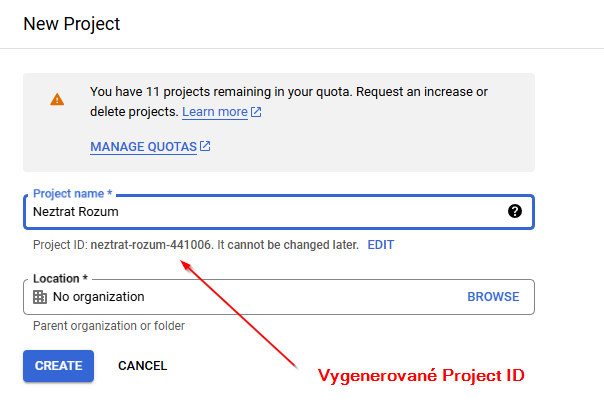 New Project
You have 11 projects remaining in your quota. Request an increase or
delete projects. Learn more
MANAGE QUOTAS
Project name *
Neztrat Rozum
Project ID: neztrat-rozum-441006. It cannot be changed later. EDIT
Location *
No organization BROWSE
Parent organization or folder
CREATE CANCEL
Vygenerované Project ID